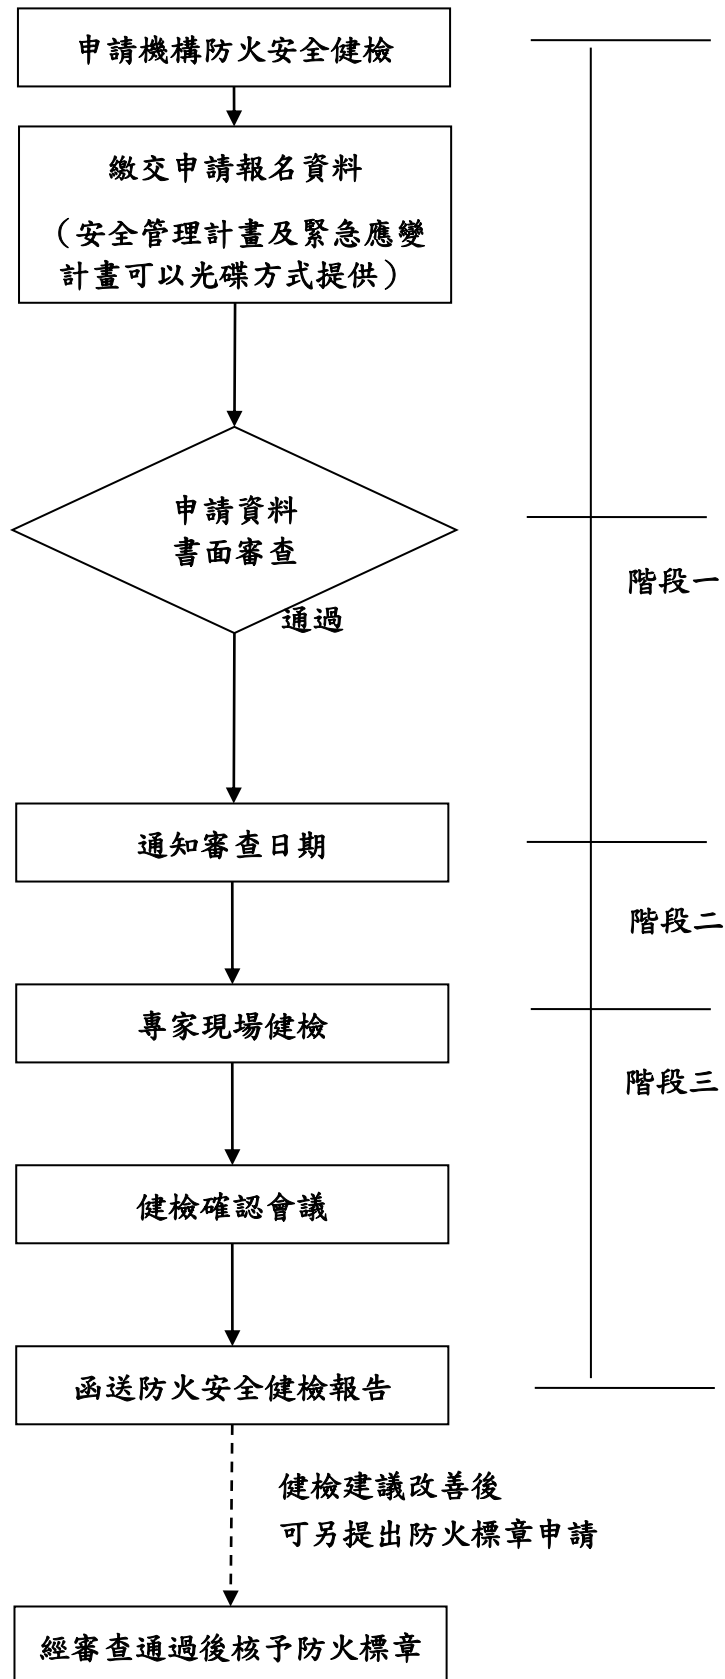 申請機構防火安全健檢
繳交申請報名資料
（安全管理計畫及緊急應變
計畫可以光碟方式提供）
申請資料
書面審查
階段一
通過
通知審查日期
階段二
專家現場健檢
階段三
健檢確認會議
函送防火安全健檢報告
健檢建議改善後
可另提出防火標章申請
經審查通過後核予防火標章